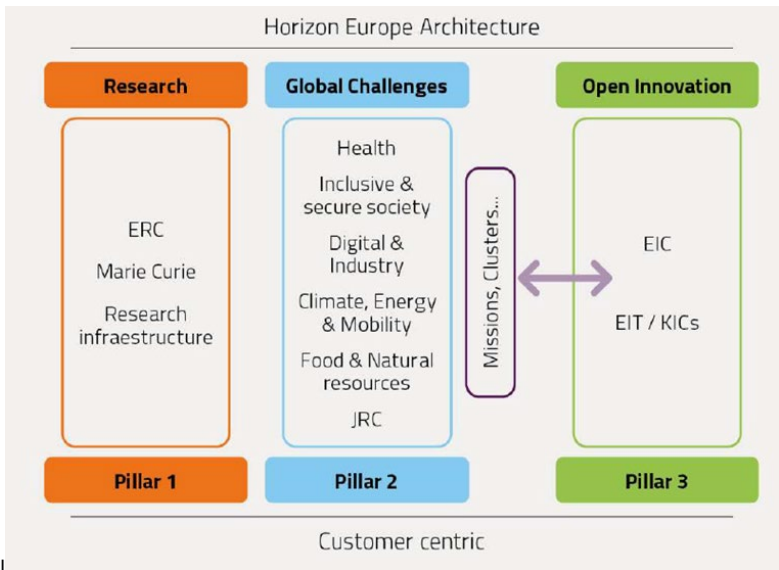 Horizon Europe Architecture
Research
Global Challenges
Open Innovation
ERC
Marie Curie
Research
infraestructure
Health
Inclusive &
secure society
Digital &
Industry
Climate, Energy
& Mobility
Food & Natural
resources
JRC
Missions, Clusters...
EIC
EIT / KICs
Pillar 1
Pillar 2
Pillar 3
Customer centric